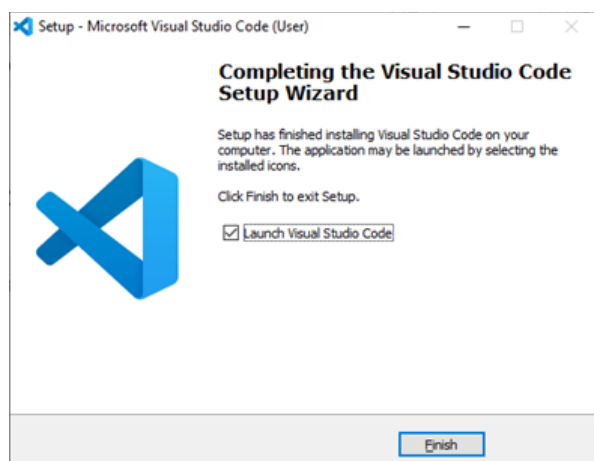 Setup - Microsoft Visual Studio Code (User)
Completing the Visual Studio Code
Setup Wizard
Setup has finished installing Visual Studio Code on your
computer. The application may be launched by selecting the
installed icons.
Click Finish to exit Setup.
Launch Visual Studio Code
Finish